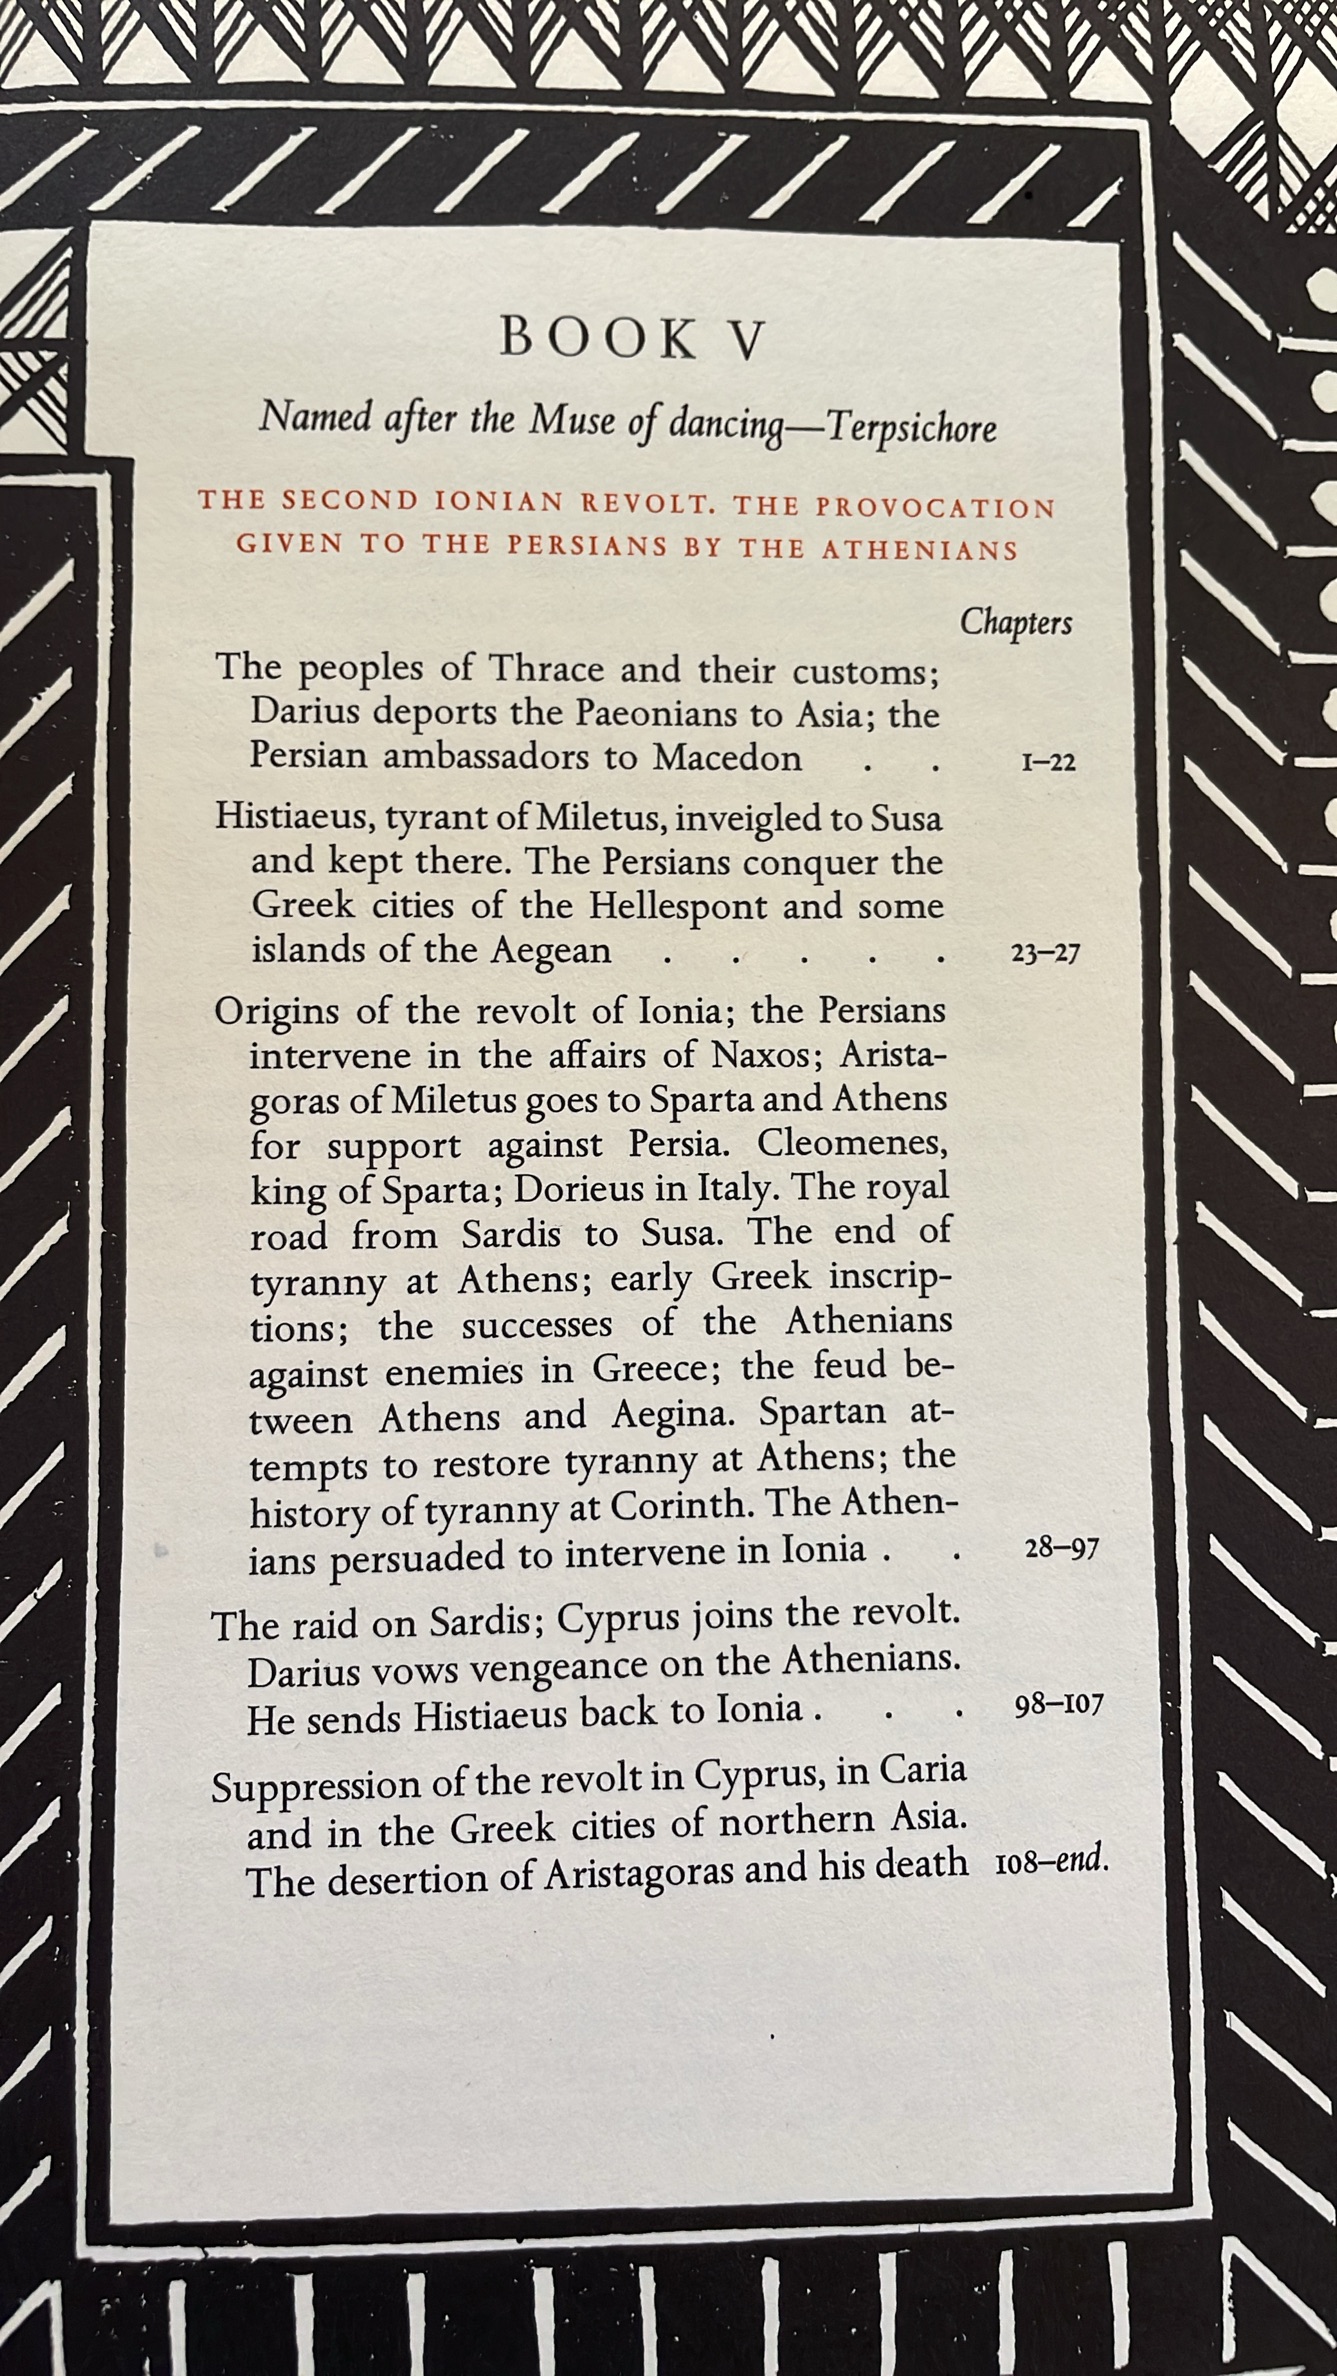 BOOK V
Named after the Muse of dancing—Terpsichore
THE SECOND IONIAN REVOLT. THE PROVOCATION
GIVEN TO THE PERSIANS BY THE ATHENIANS
Chapters
The peoples of Thrace and their customs;
Darius deports the Paeonians to Asia; the
Persian ambassadors to Macedon . . 1–22
Histiaeus, tyrant of Miletus, inveigled to Susa
and kept there. The Persians conquer the
Greek cities of the Hellespont and some
islands of the Aegean . . . . . 23–27
Origins of the revolt of Ionia; the Persians
intervene in the affairs of Naxos; Arista-
goras of Miletus goes to Sparta and Athens
for support against Persia. Cleomenes,
king of Sparta; Dorieus in Italy. The royal
road from Sardis to Susa. The end of
tyranny at Athens; early Greek inscrip-
tions; the successes of the Athenians
against enemies in Greece; the feud be-
tween Athens and Aegina. Spartan at-
tempts to restore tyranny at Athens; the
history of tyranny at Corinth. The Athen-
ians persuaded to intervene in Ionia . . 28–97
The raid on Sardis; Cyprus joins the revolt.
Darius vows vengeance on the Athenians.
He sends Histiaeus back to Ionia . . . 98–107
Suppression of the revolt in Cyprus, in Caria
and in the Greek cities of northern Asia.
The desertion of Aristagoras and his death 108–end.